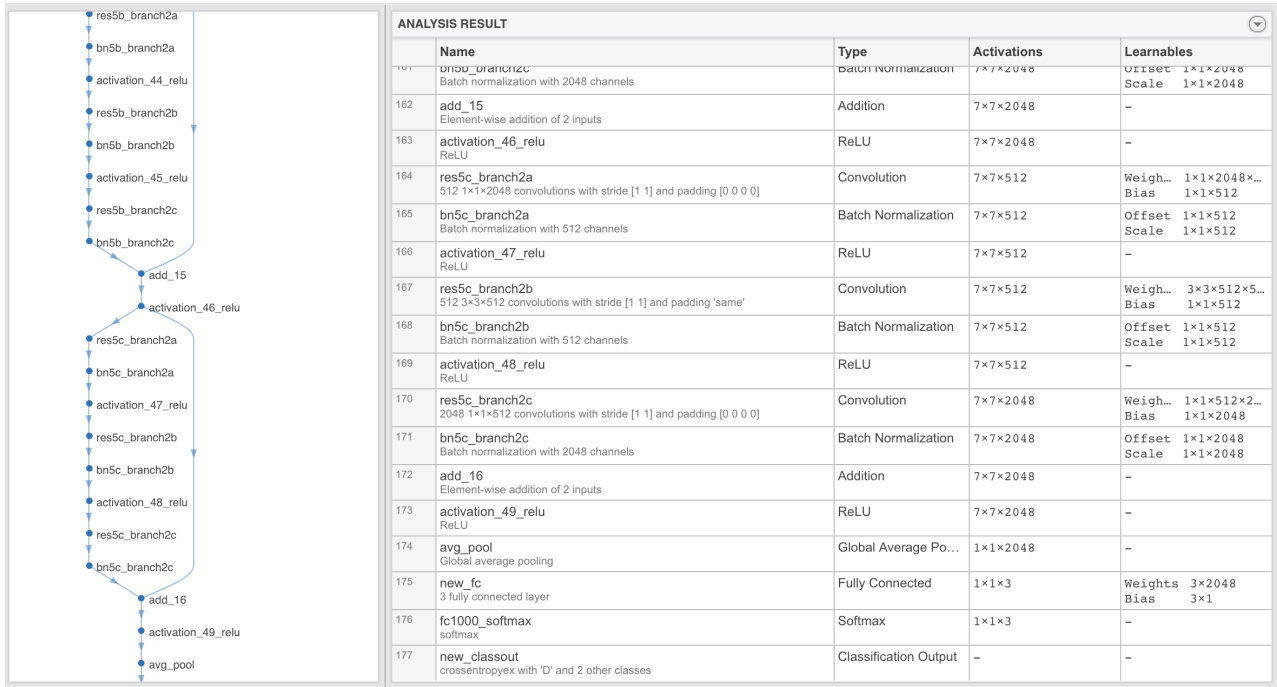 res5b_branch2a
bn5b_branch2a
activation_44_relu
res5b_branch2b
bn5b_branch2b
activation_45_relu
res5b_branch2c
bn5b_branch2c
add_15
activation_46_relu
res5c_branch2a
bn5c_branch2a
activation_47_relu
res5c_branch2b
bn5c_branch2b
activation_48_relu
res5c_branch2c
bn5c_branch2c
add_16
activation_49_relu
avg_pool
ANALYSIS RESULT
Name Type Activations Learnables
161 bn5b_branch2c Batch Normalization 7×7×2048 Offset 1×1×2048
Batch normalization with 2048 channels Scale 1×1×2048
162 add_15 Addition 7×7×2048 –
Element-wise addition of 2 inputs
163 activation_46_relu ReLU 7×7×2048 –
ReLU
164 res5c_branch2a Convolution 7×7×512 Weigh… 1×1×2048×…
512 1×1×2048 convolutions with stride [1 1] and padding [0 0 0 0] Bias 1×1×512
165 bn5c_branch2a Batch Normalization 7×7×512 Offset 1×1×512
Batch normalization with 512 channels Scale 1×1×512
166 activation_47_relu ReLU 7×7×512 –
ReLU
167 res5c_branch2b Convolution 7×7×512 Weigh… 3×3×512×5…
512 3×3×512 convolutions with stride [1 1] and padding 'same' Bias 1×1×512
168 bn5c_branch2b Batch Normalization 7×7×512 Offset 1×1×512
Batch normalization with 512 channels Scale 1×1×512
169 activation_48_relu ReLU 7×7×512 –
ReLU
170 res5c_branch2c Convolution 7×7×2048 Weigh… 1×1×512×2…
2048 1×1×512 convolutions with stride [1 1] and padding [0 0 0 0] Bias 1×1×2048
171 bn5c_branch2c Batch Normalization 7×7×2048 Offset 1×1×2048
Batch normalization with 2048 channels Scale 1×1×2048
172 add_16 Addition 7×7×2048 –
Element-wise addition of 2 inputs
173 activation_49_relu ReLU 7×7×2048 –
ReLU
174 avg_pool Global Average Po… 1×1×2048 –
Global average pooling
175 new_fc Fully Connected 1×1×3 Weights 3×2048
3 fully connected layer Bias 3×1
176 fc1000_softmax Softmax 1×1×3 –
softmax
177 new_classout Classification Output – –
crossentropyex with 'D' and 2 other classes